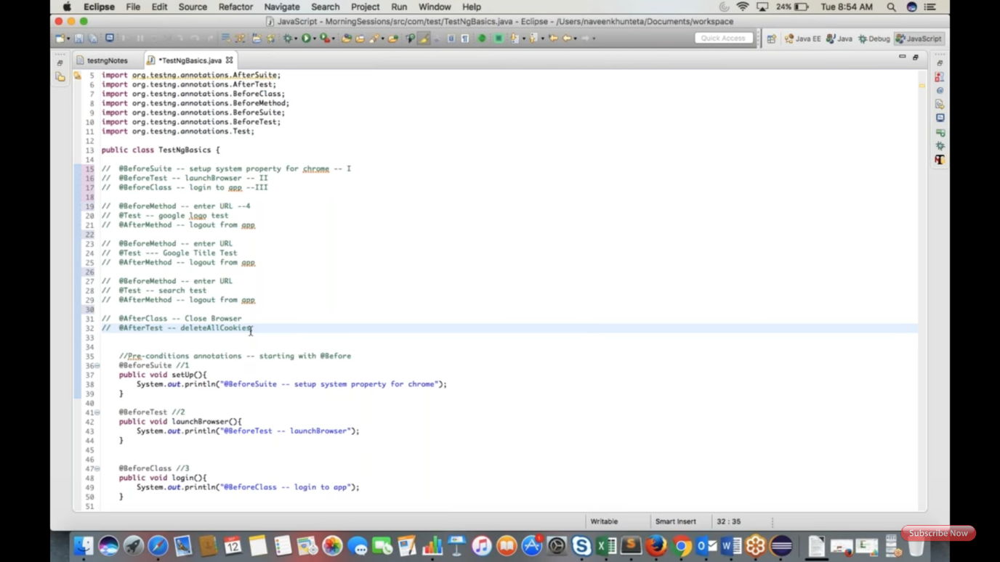 Eclipse File Edit Source Refactor Navigate Search Project Run Window Help 24% Tue 8:54 AM
JavaScript - MorningSessions/src/com/test/TestNgBasics.java - Eclipse - /Users/naveenkhunteta/Documents/workspace
Quick Access Java EE Java Debug JavaScript
testngNotes *TestNgBasics.java
5 import org.testng.annotations.AfterSuite;
6 import org.testng.annotations.AfterTest;
7 import org.testng.annotations.BeforeClass;
8 import org.testng.annotations.BeforeMethod;
9 import org.testng.annotations.BeforeSuite;
10 import org.testng.annotations.BeforeTest;
11 import org.testng.annotations.Test;
12
13 public class TestNgBasics {
14
15 // @BeforeSuite -- setup system property for chrome -- I
16 // @BeforeTest -- launchBrowser -- II
17 // @BeforeClass -- login to app --III
18
19 // @BeforeMethod -- enter URL --4
20 // @Test -- google logo test
21 // @AfterMethod -- logout from app
22
23 // @BeforeMethod -- enter URL
24 // @Test --- Google Title Test
25 // @AfterMethod -- logout from app
26
27 // @BeforeMethod -- enter URL
28 // @Test -- search test
29 // @AfterMethod -- logout from app
30
31 // @AfterClass -- Close Browser
32 // @AfterTest -- deleteAllCookies
33
34
35 //Pre-conditions annotations -- starting with @Before
36 @BeforeSuite //1
37 public void setUp(){
38 System.out.println("@BeforeSuite -- setup system property for chrome");
39 }
40
41 @BeforeTest //2
42 public void launchBrowser(){
43 System.out.println("@BeforeTest -- launchBrowser");
44 }
45
46
47 @BeforeClass //3
48 public void login(){
49 System.out.println("@BeforeClass -- login to app");
50 }
51
Writable Smart Insert 32 : 35
Subscribe Now
12